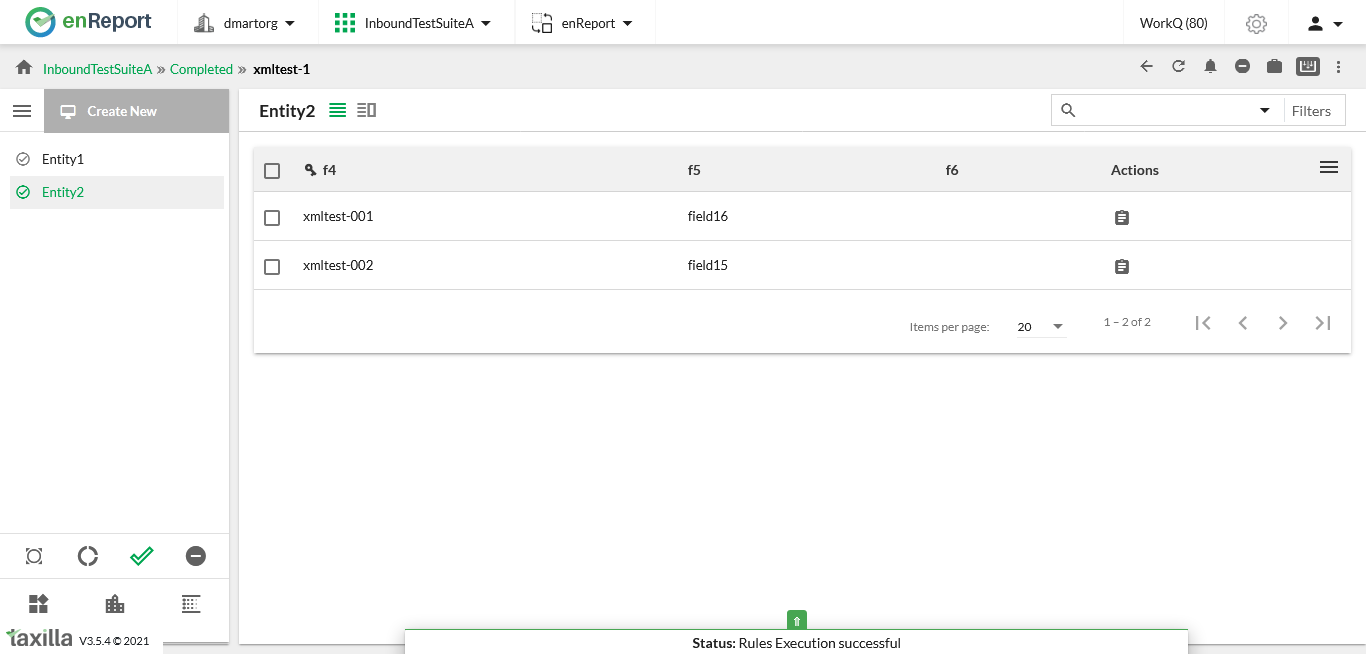 enReport dmartorg InboundTestSuiteA enReport WorkQ (80)
InboundTestSuiteA » Completed » xmltest-1
Create New
Entity2
Filters
Entity1
Entity2
f4 f5 f6 Actions
xmltest-001 field16
xmltest-002 field15
Items per page: 20 1 – 2 of 2
taxilla V3.5.4 © 2021
Status: Rules Execution successful